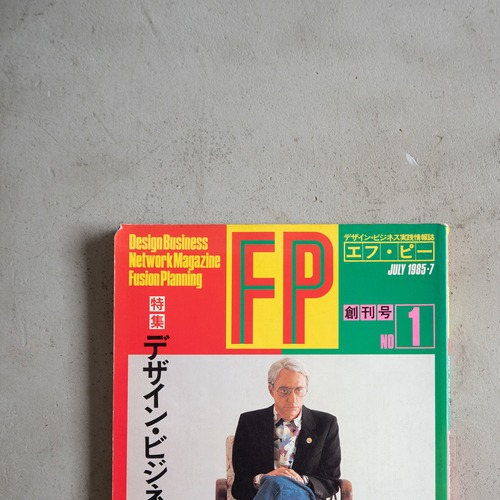 Design Business
Network Magazine
Fusion Planning
FP
デザイン・ビジネス実践情報誌
エフ・ピー
JULY 1985・7
創刊号
NO 1
特集
デザイン・ビジネ